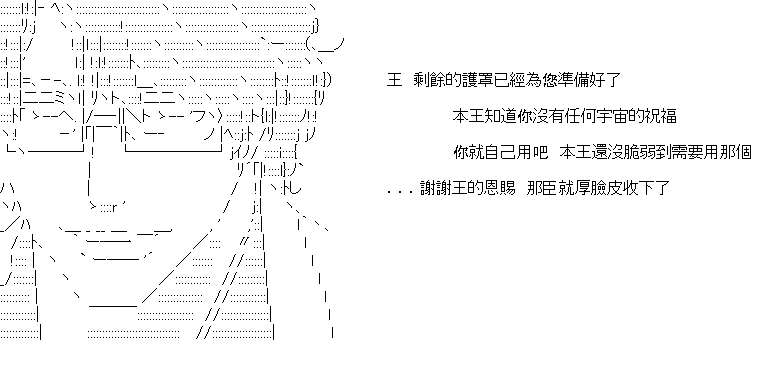 王　剩餘的護罩已經為您準備好了
本王知道你沒有任何宇宙的祝福
你就自己用吧　本王還沒脆弱到需要用那個
...謝謝王的恩賜　那臣就厚臉皮收下了